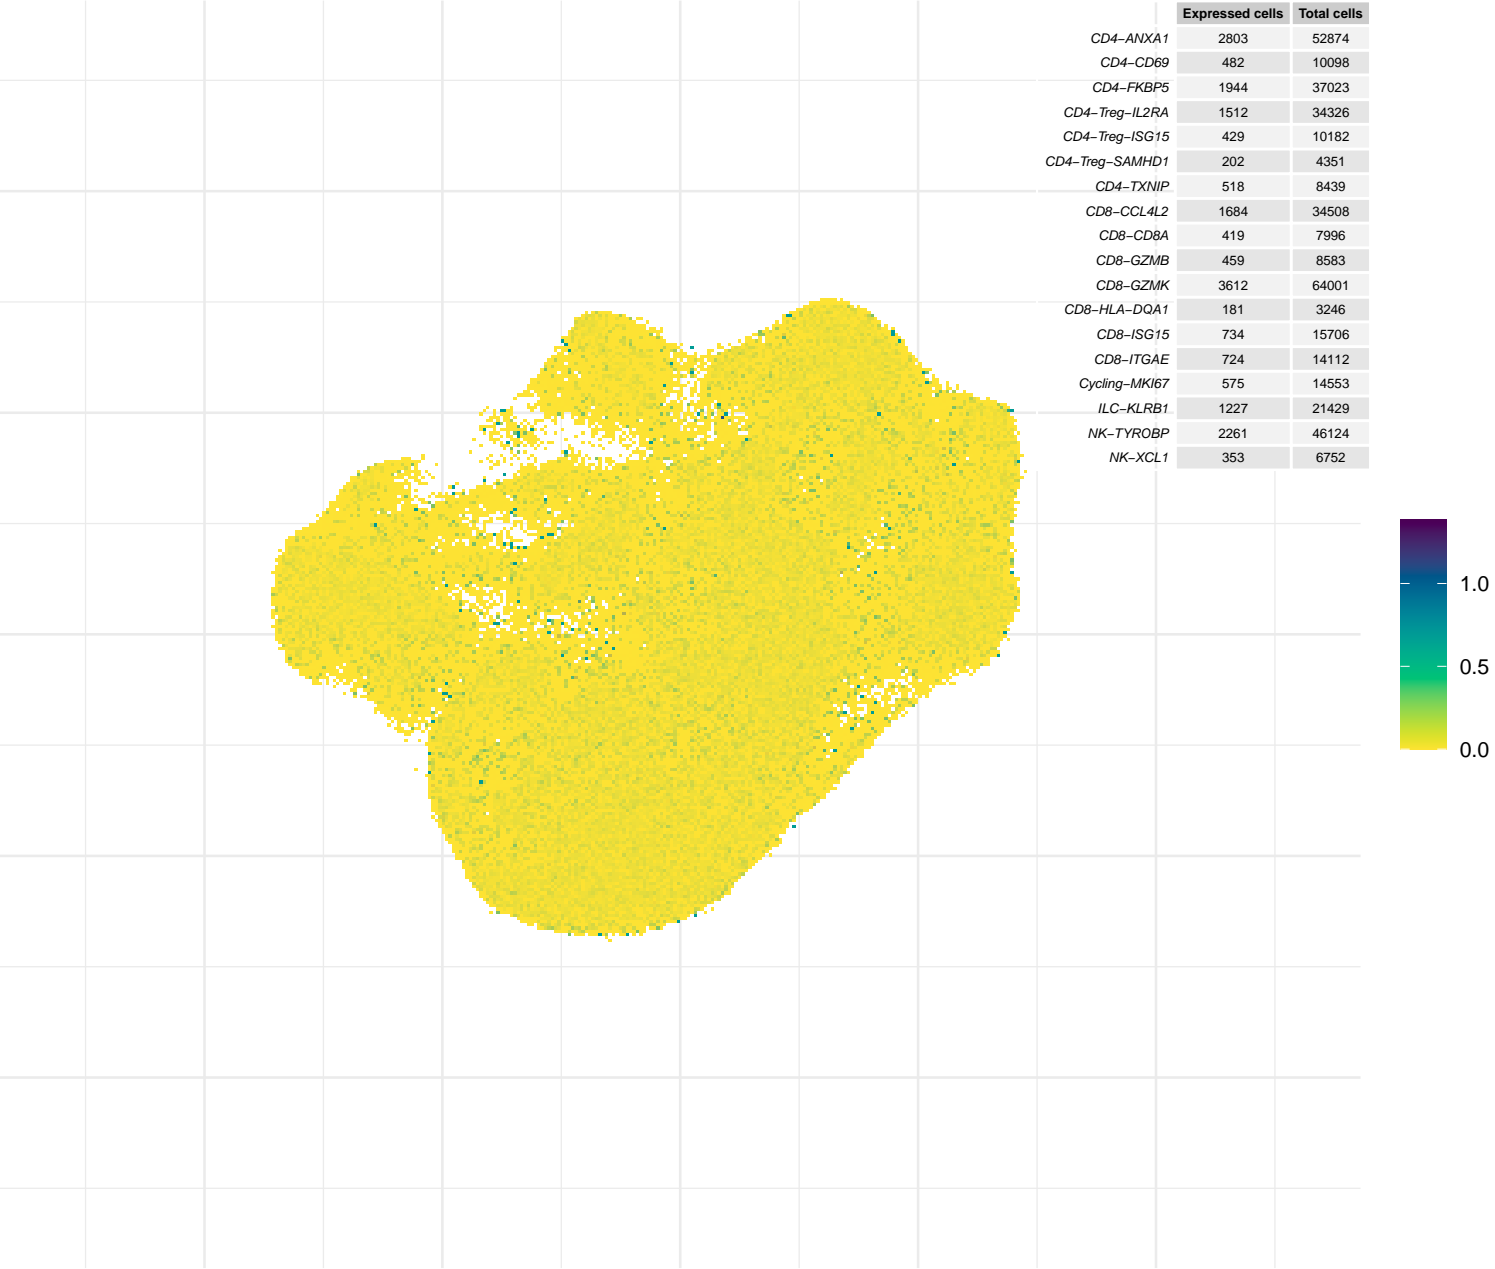 Expressed cells Total cells
CD4−ANXA1 2803 52874
CD4−CD69 482 10098
CD4−FKBP5 1944 37023
CD4−Treg−IL2RA 1512 34326
CD4−Treg−ISG15 429 10182
CD4−Treg−SAMHD1 202 4351
CD4−TXNIP 518 8439
CD8−CCL4L2 1684 34508
CD8−CD8A 419 7996
CD8−GZMB 459 8583
CD8−GZMK 3612 64001
CD8−HLA−DQA1 181 3246
CD8−ISG15 734 15706
CD8−ITGAE 724 14112
Cycling−MKI67 575 14553
ILC−KLRB1 1227 21429
NK−TYROBP 2261 46124
NK−XCL1 353 6752
1.0
0.5
0.0